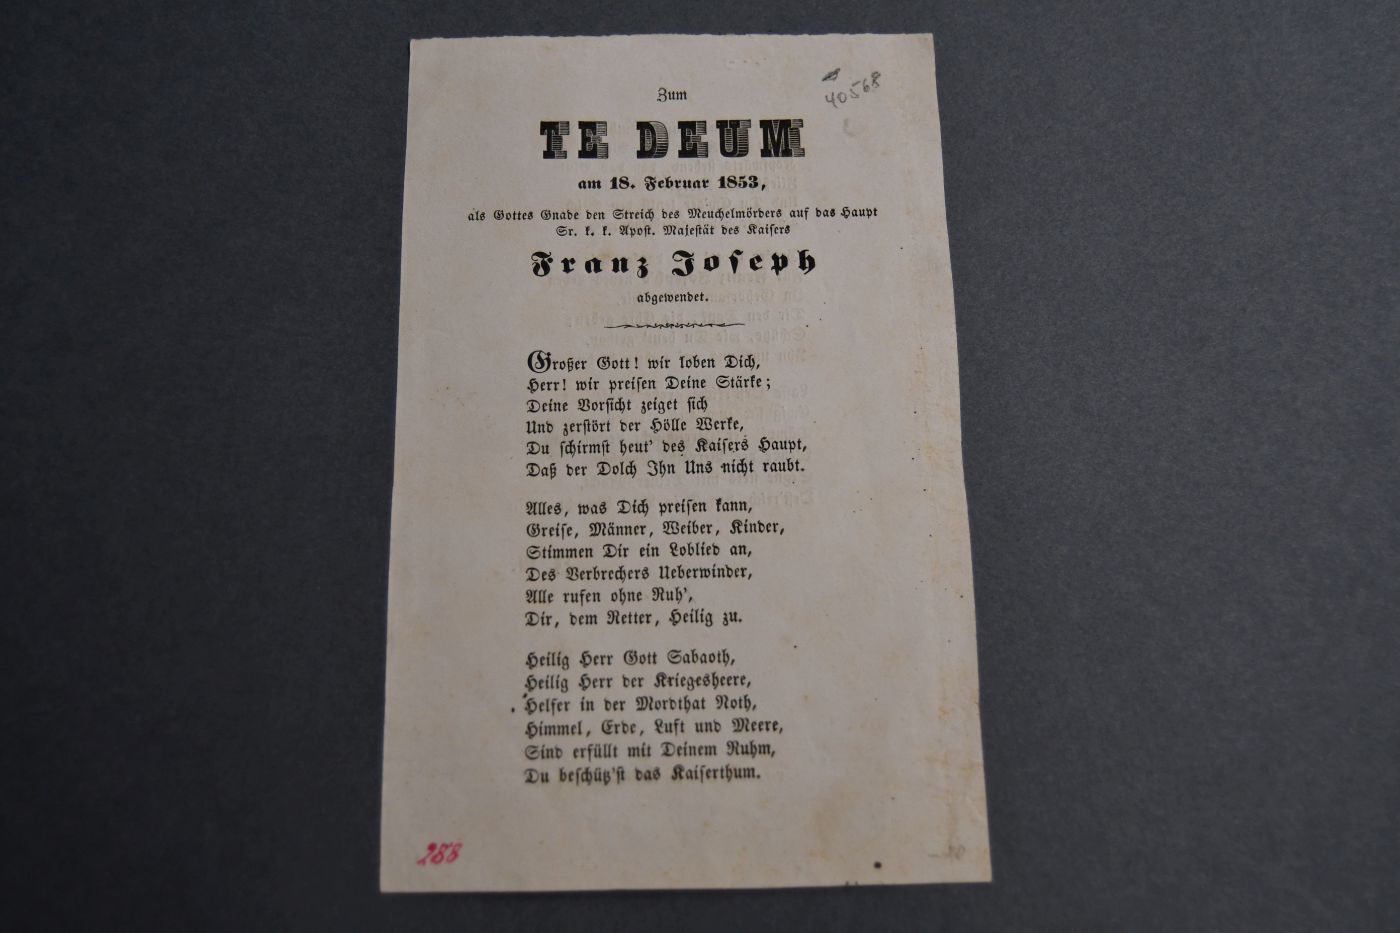 40568
Zum
TE DEUM
am 18. Februar 1853,
als Gottes Gnade den Streich des Meuchelmörders auf das Haupt
Sr. k. k. Apost. Majestät des Kaisers
Franz Joseph
abgewendet.
Großer Gott! wir loben Dich,
Herr! wir preisen Deine Stärke;
Deine Vorsicht zeiget sich
Und zerstört der Hölle Werke,
Du schirmst heut' des Kaisers Haupt,
Daß der Dolch Ihn Uns nicht raubt.
Alles, was Dich preisen kann,
Greise, Männer, Weiber, Kinder,
Stimmen Dir ein Loblied an,
Des Verbrechers Ueberwinder,
Alle rufen ohne Ruh',
Dir, dem Retter, Heilig zu.
Heilig Herr Gott Sabaoth,
Heilig Herr der Kriegesheere,
Helfer in der Mordthat Noth,
Himmel, Erde, Luft und Meere,
Sind erfüllt mit Deinem Ruhm,
Du beschütz'st das Kaiserthum.
288